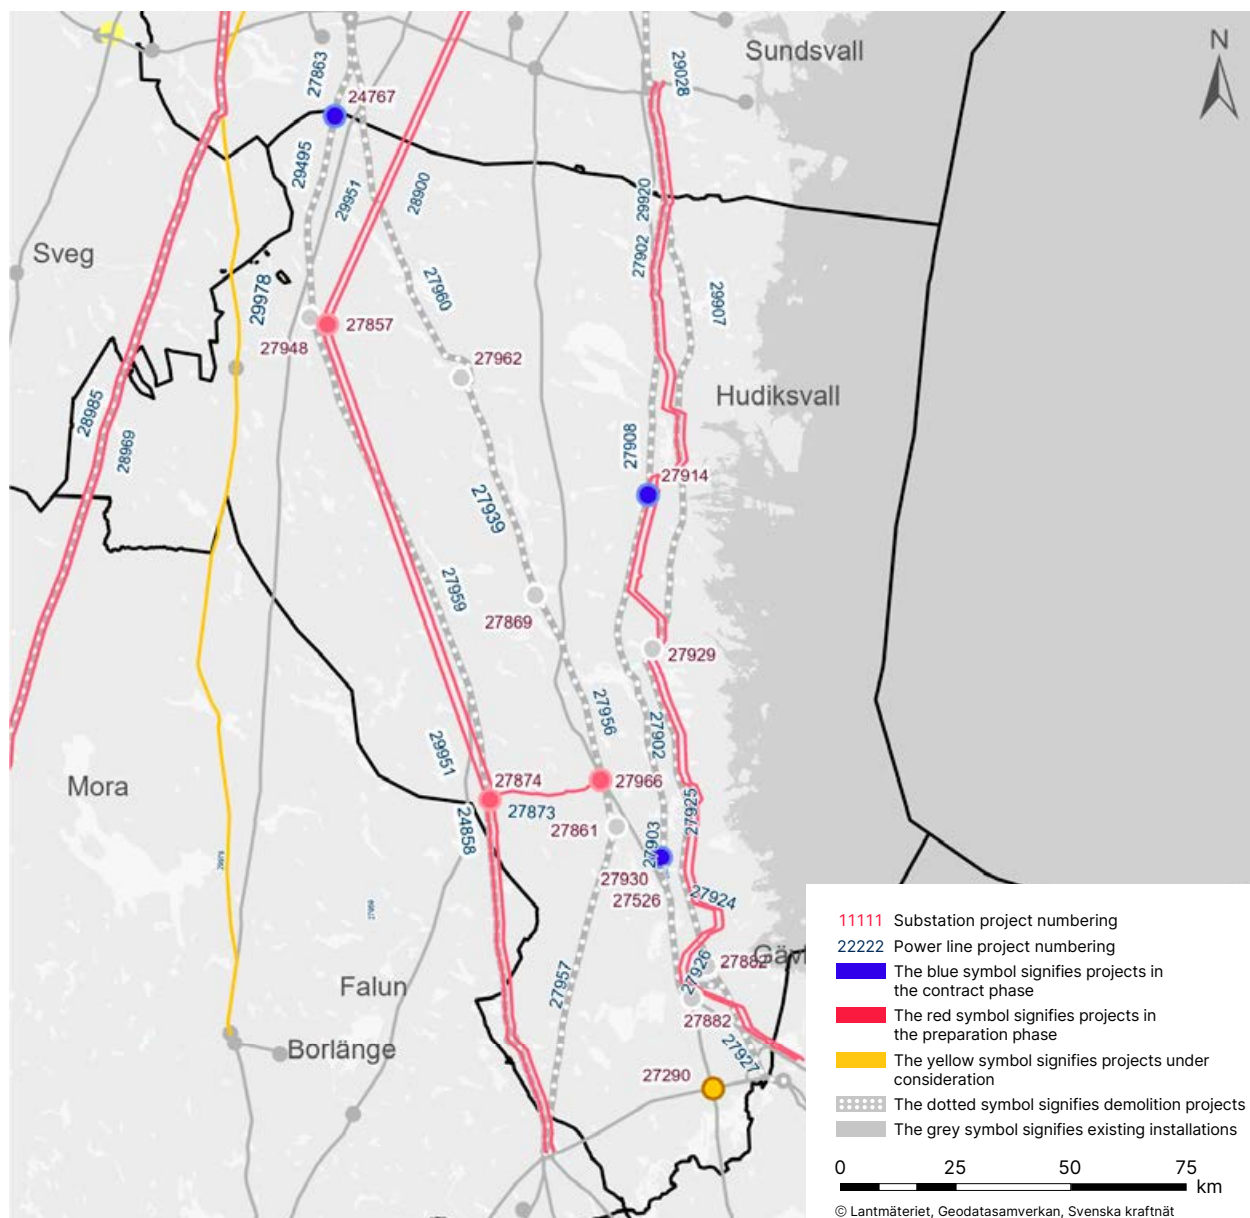 Sundsvall
N
27863
29028
24767
29495
29951
28900
29920
27902
Sveg
29978
27960
29907
27857
27948
27962
Hudiksvall
28985
28969
27908
27914
27939
27959
27869
27929
27956
27602
29951
Mora
27874
27966
27873
27925
24858
27861
27903
27930
27526
27924
Gävl
27882
27926
27957
Falun
27882
27927
Borlänge
27290
11111 Substation project numbering
22222 Power line project numbering
The blue symbol signifies projects in
the contract phase
The red symbol signifies projects in
the preparation phase
The yellow symbol signifies projects under
consideration
The dotted symbol signifies demolition projects
The grey symbol signifies existing installations
0 25 50 75
km
© Lantmäteriet, Geodatasamverkan, Svenska kraftnät